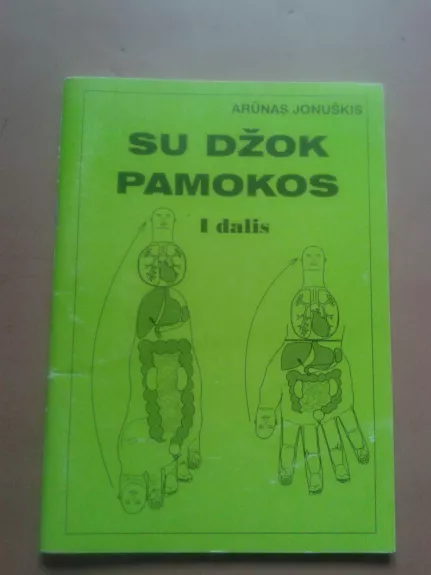 ARŪNAS JONUŠKIS
SU DŽOK
PAMOKOS
I dalis